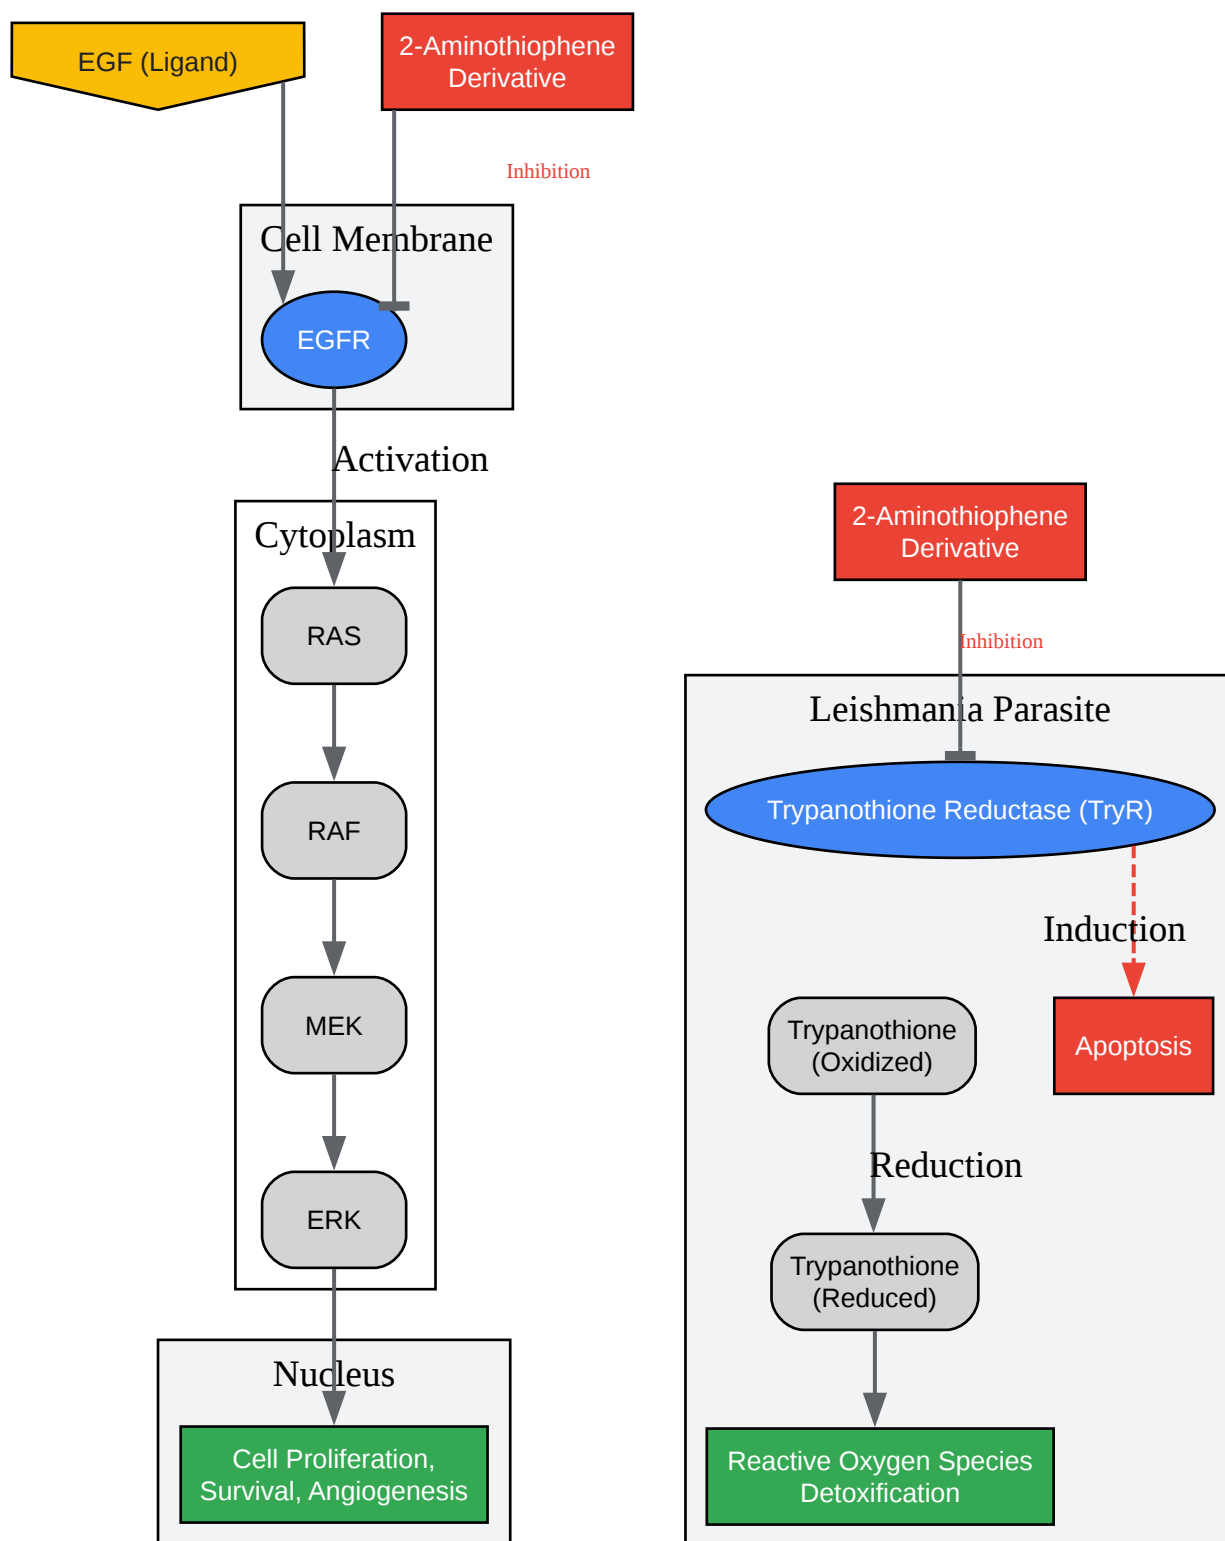 EGF (Ligand)
2-Aminothiophene
Derivative
Inhibition
Cell Membrane
EGFR
Activation
Cytoplasm
RAS
RAF
MEK
ERK
Nucleus
Cell Proliferation,
Survival, Angiogenesis
2-Aminothiophene
Derivative
Inhibition
Leishmania Parasite
Trypanothione Reductase (TryR)
Induction
Trypanothione
(Oxidized)
Apoptosis
Reduction
Trypanothione
(Reduced)
Reactive Oxygen Species
Detoxification